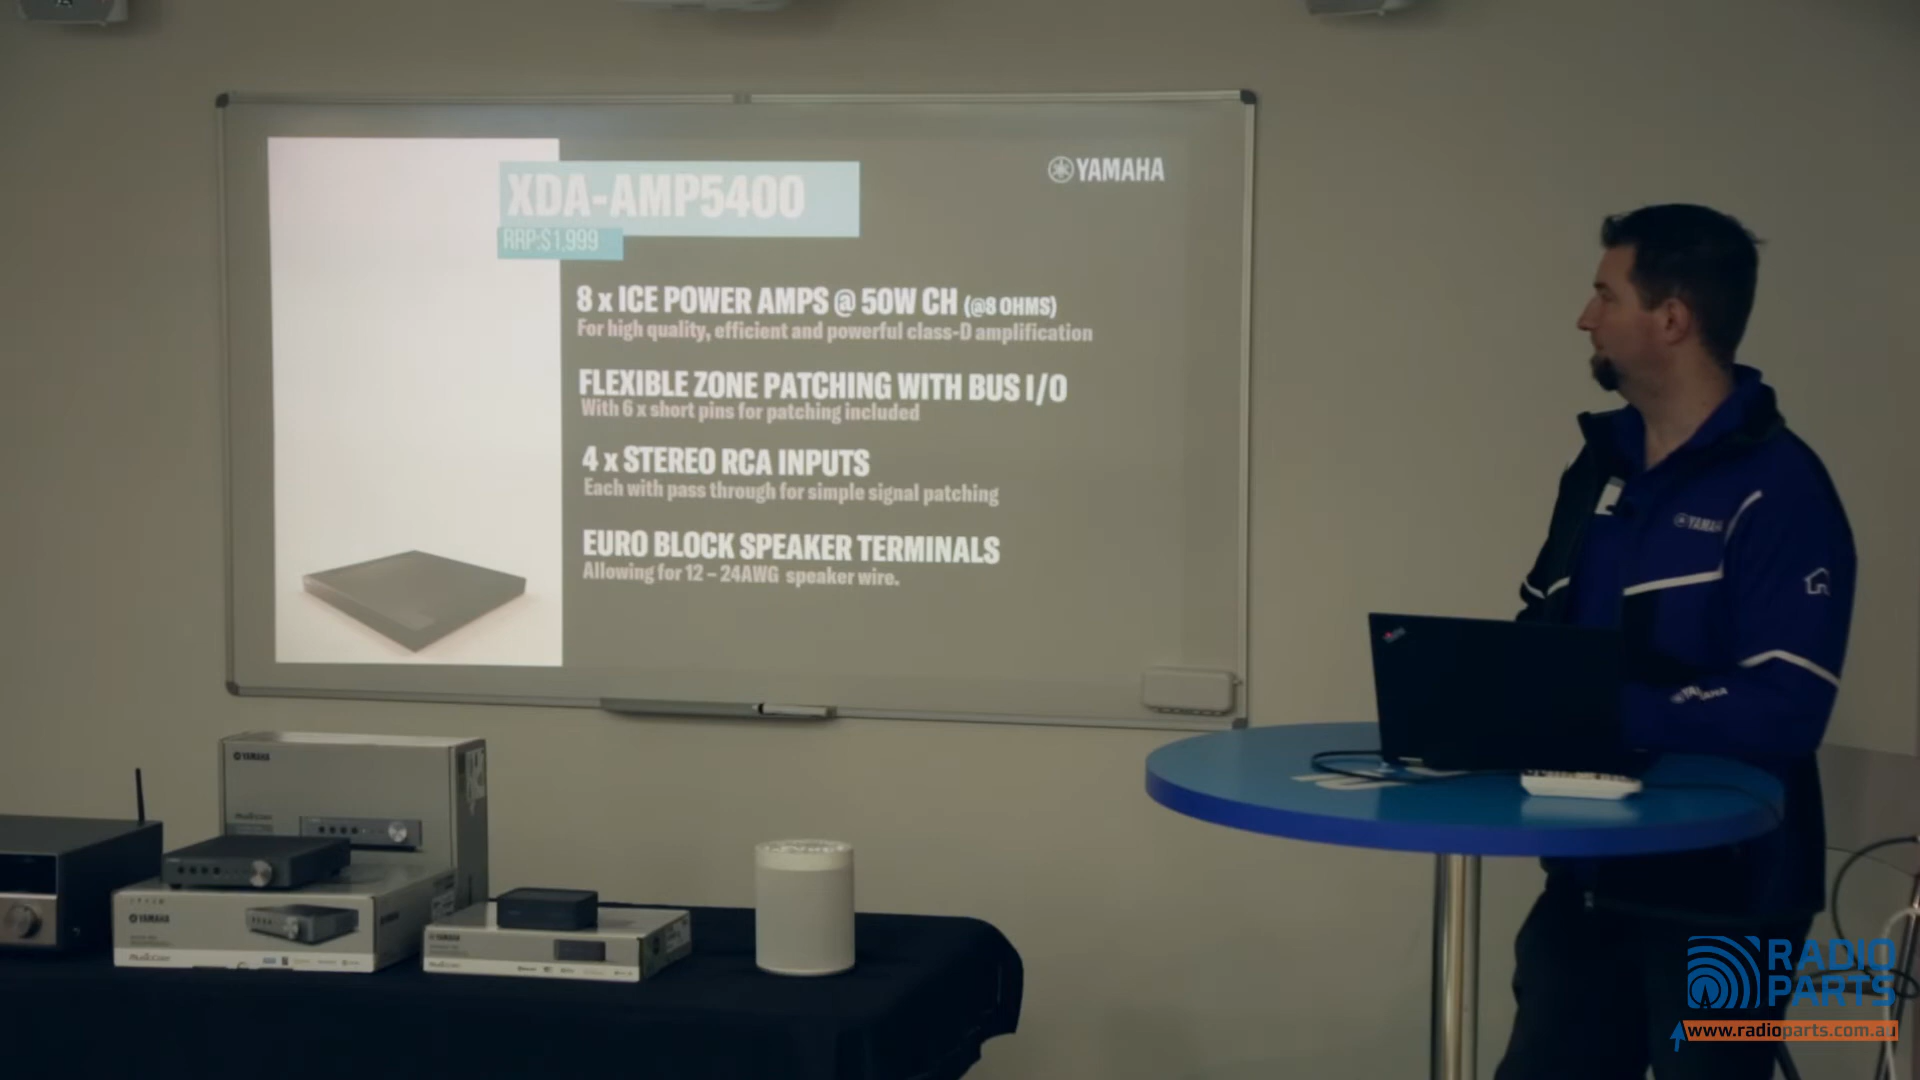 XDA-AMP5400
RRP:$1,999
YAMAHA
8 x ICE POWER AMPS @ 50W CH (@8 OHMS)
For high quality, efficient and powerful class-D amplification
FLEXIBLE ZONE PATCHING WITH BUS I/O
With 6 x short pins for patching included
4 x STEREO RCA INPUTS
Each with pass through for simple signal patching
EURO BLOCK SPEAKER TERMINALS
Allowing for 12 – 24AWG speaker wire.
YAMAHA
YAMAHA
YAMAHA
YAMAHA
YAMAHA
MusicCast
RADIO
PARTS
www.radioparts.com.au